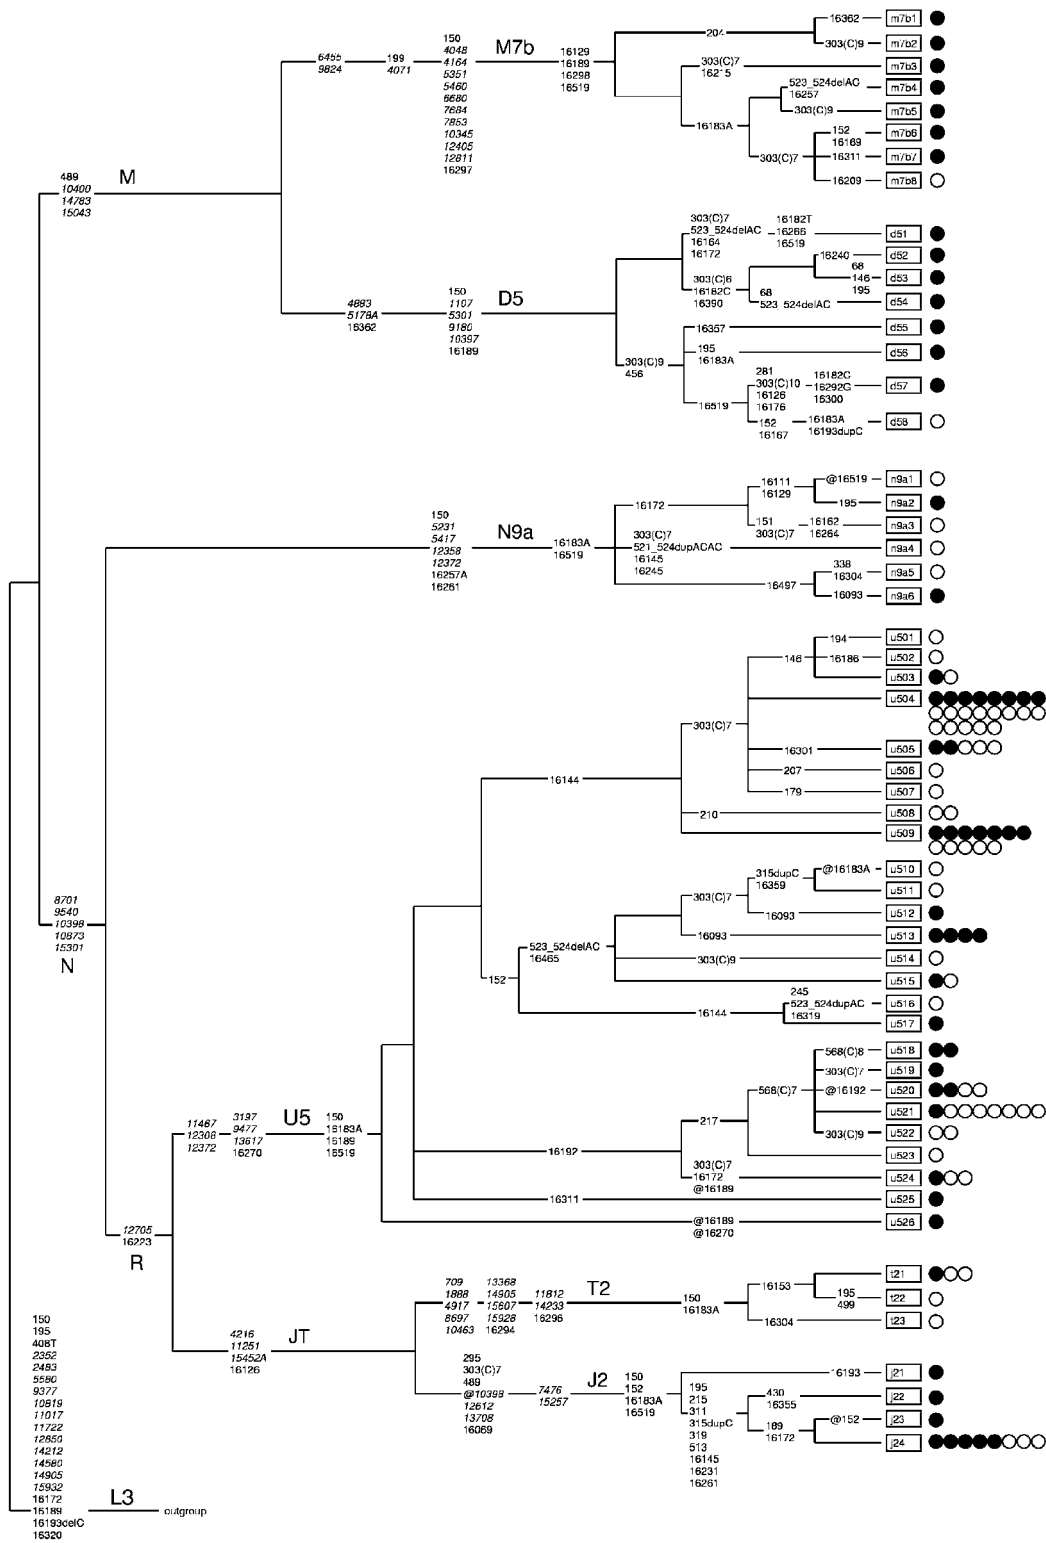 489
10400
14783
15043
M
6455
9824
199
4071
150
4048
4164
5351
5460
6680
7684
7853
10345
12405
12811
16297
M7b
16129
16189
16298
16519
204
16362
m7b1
303(C)9
m7b2
303(C)7
16215
m7b3
16183A
523_524delAC
16257
m7b4
303(C)9
m7b5
303(C)7
152
16169
m7b6
16311
m7b7
16209
m7b8
4883
5178A
16362
150
1107
5301
9180
10397
16189
D5
303(C)7
523_524delAC
16164
16172
16182T
16266
16519
d51
303(C)6
16182C
16390
16240
d52
68
146
195
d53
68
523_524delAC
d54
303(C)9
456
16357
d55
195
16183A
d56
16519
281
303(C)10
16126
16176
16182C
16292G
16300
d57
152
16167
16183A
16193dupC
d58
150
5231
5417
12358
12372
16257A
16261
N9a
16183A
16519
16172
16111
16129
@16519
n9a1
195
n9a2
151
303(C)7
16162
16264
n9a3
303(C)7
521_524dupACAC
16145
16245
n9a4
16497
338
16304
n9a5
16093
n9a6
8701
9540
10398
10873
15301
N
12705
16223
R
11467
12308
12372
3197
9477
13617
16270
U5
150
16183A
16189
16519
16144
303(C)7
146
194
u501
16186
u502
u503
u504
16301
u505
207
u506
179
u507
210
u508
u509
152
523_524delAC
16465
303(C)7
315dupC
16359
@16183A
u510
u511
16093
u512
16093
u513
303(C)9
u514
u515
16144
245
523_524dupAC
16319
u516
u517
16192
217
568(C)7
568(C)8
u518
303(C)7
u519
@16192
u520
u521
303(C)9
u522
u523
303(C)7
16172
@16189
u524
16311
u525
@16189
@16270
u526
4216
11251
15452A
16126
JT
709
1888
4917
8697
10463
13368
14905
15607
15928
16294
11812
14233
16296
T2
150
16183A
16153
t21
195
499
t22
16304
t23
295
303(C)7
489
@10398
12612
13708
16069
7476
15257
J2
150
152
16183A
16519
16193
j21
195
215
311
315dupC
319
513
16145
16231
16261
430
16355
j22
189
16172
@152
j23
j24
150
195
408T
2352
2483
5580
9377
10819
11017
11722
12850
14212
14580
14905
15932
16172
16189
16193delC
16320
L3
outgroup